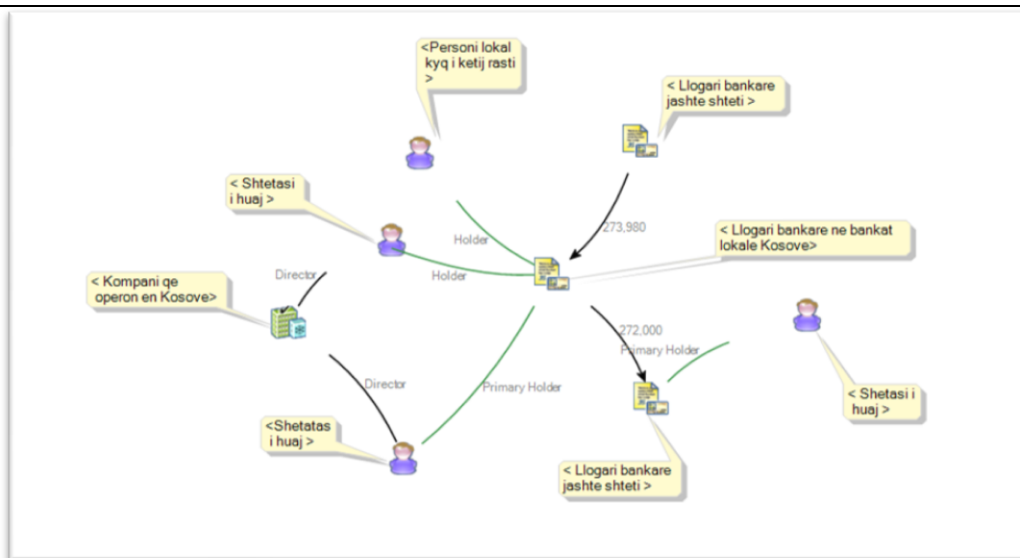 <Personi lokal
kyq i ketij rasti
>
< Llogari bankare
jashte shteti >
< Shtetasi
i huaj >
273,980
< Llogari bankare ne bankat
lokale Kosove>
Holder
Holder
Director
< Kompani qe
operon en Kosove>
272,000
Primary Holder
Director
Primary Holder
< Shetasi i
huaj >
<Shetatas
i huaj >
< Llogari bankare
jashte shteti >